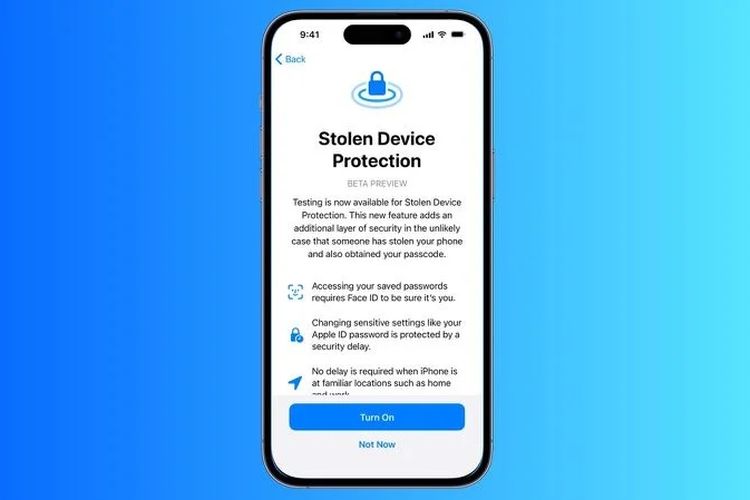 9:41
Back
Stolen Device
Protection
BETA PREVIEW
Testing is now available for Stolen Device
Protection. This new feature adds an
additional layer of security in the unlikely
case that someone has stolen your phone
and also obtained your passcode.
Accessing your saved passwords
requires Face ID to be sure it's you.
Changing sensitive settings like your
Apple ID password is protected by a
security delay.
No delay is required when iPhone is
at familiar locations such as home
and work.
Turn On
Not Now